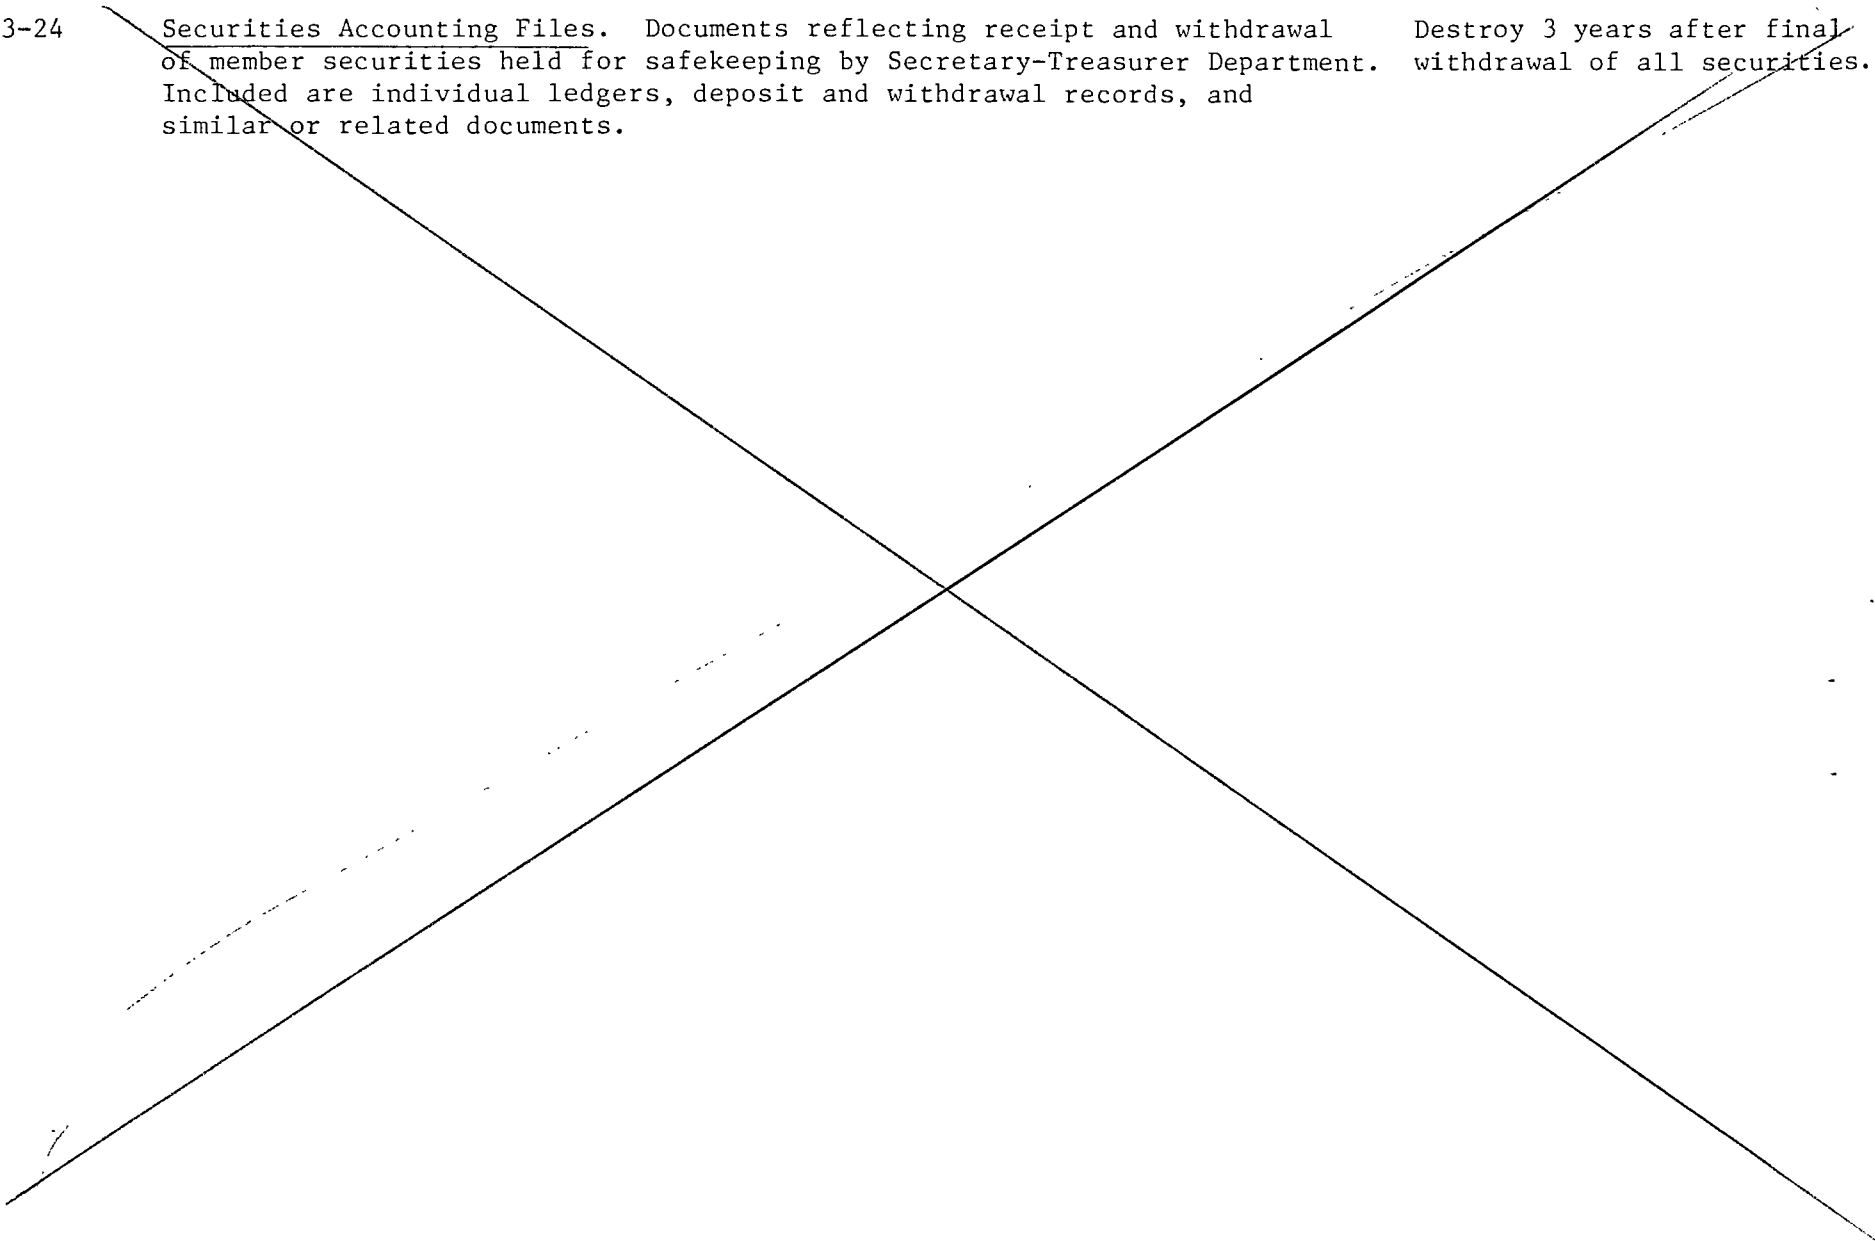 3-24 Securities Accounting Files. Documents reflecting receipt and withdrawal Destroy 3 years after final
of member securities held for safekeeping by Secretary-Treasurer Department. withdrawal of all securities.
Included are individual ledgers, deposit and withdrawal records, and
similar or related documents.